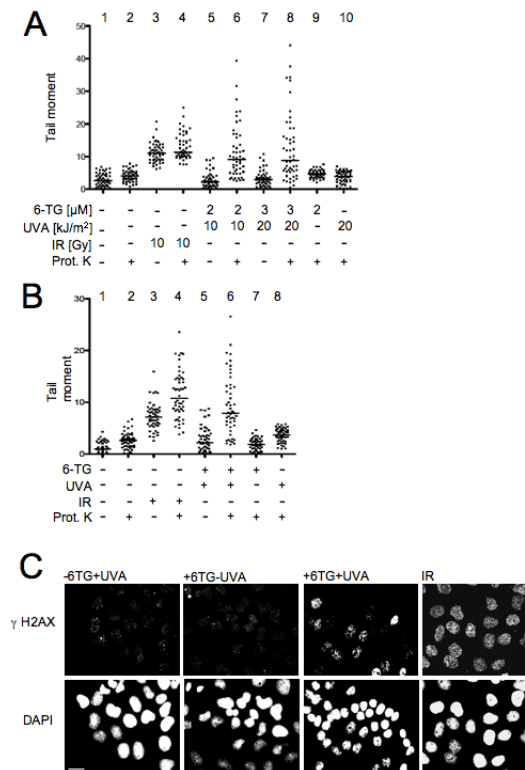 A
1 2 3 4 5 6 7 8 9 10
50
40
30
20
10
0
Tail moment
6-TG [µM] - - - - 2 2 3 3 2 -
UVA [kJ/m²] - - - - 10 10 20 20 - 20
IR [Gy] - - 10 10 - - - - - -
Prot. K - + - + - + - + + +
B
1 2 3 4 5 6 7 8
30
20
10
0
Tail moment
6-TG - - - - + + + -
UVA - - - - + + - +
IR - - + + - - - -
Prot. K - + - + - + + +
C
-6TG+UVA +6TG-UVA +6TG+UVA IR
γ H2AX
DAPI